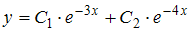 y = C₁·e⁻³ˣ + C₂·e⁻⁴ˣ